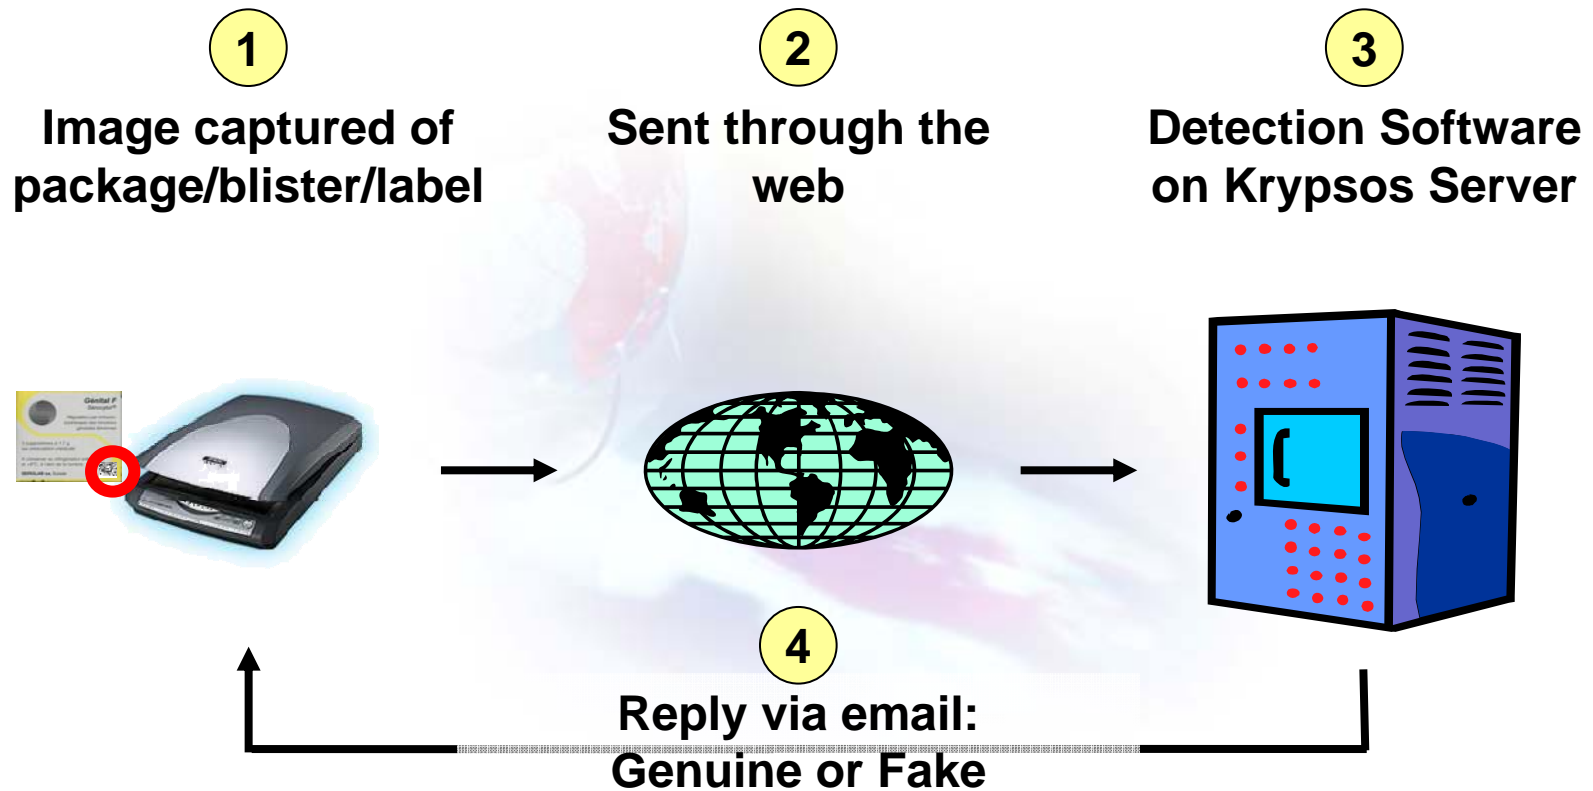 1
Image captured of
package/blister/label
2
Sent through the
web
3
Detection Software
on Krypsos Server
Génital F
4
Reply via email:
Genuine or Fake